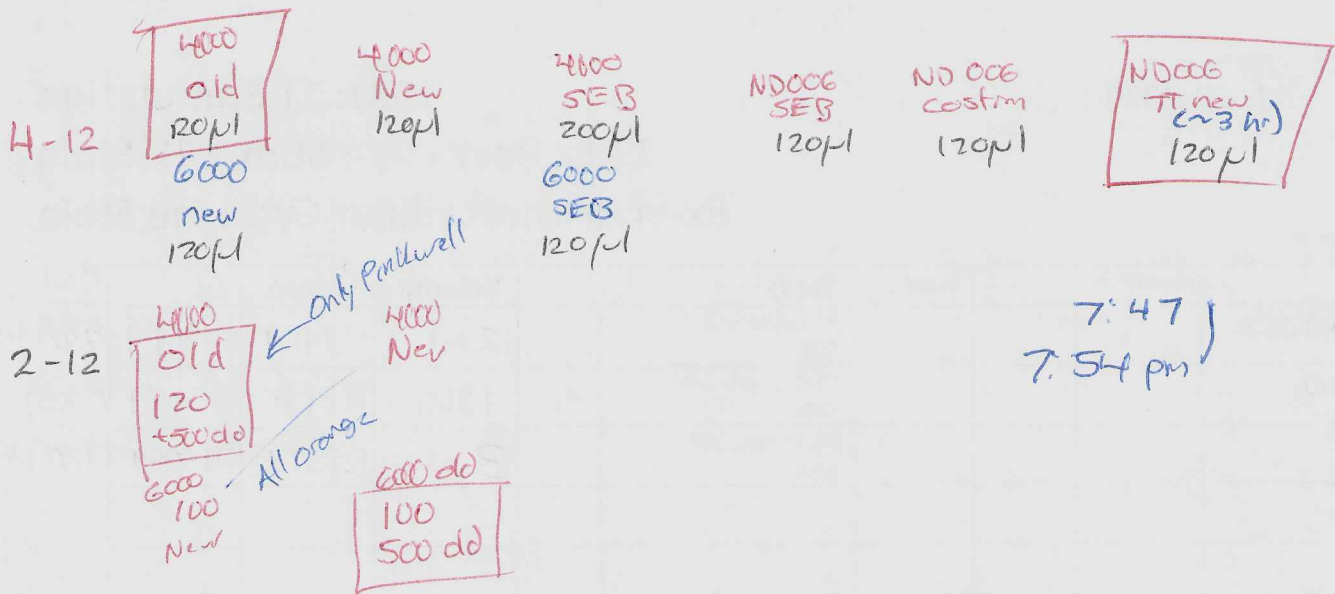 4000
old
120µl
4000
New
120µl
4000
SEB
200µl
ND006
SEB
120µl
ND006
costim
120µl
ND006
TT new
(~3 hr)
120µl
4-12
6000
new
120µl
6000
SEB
120µl
Only Pinkwell
2-12
4000
old
120
+500 dd
6000
100
New
4000
New
All orange
6000 dd
100
500 dd
7:47
7:54 pm